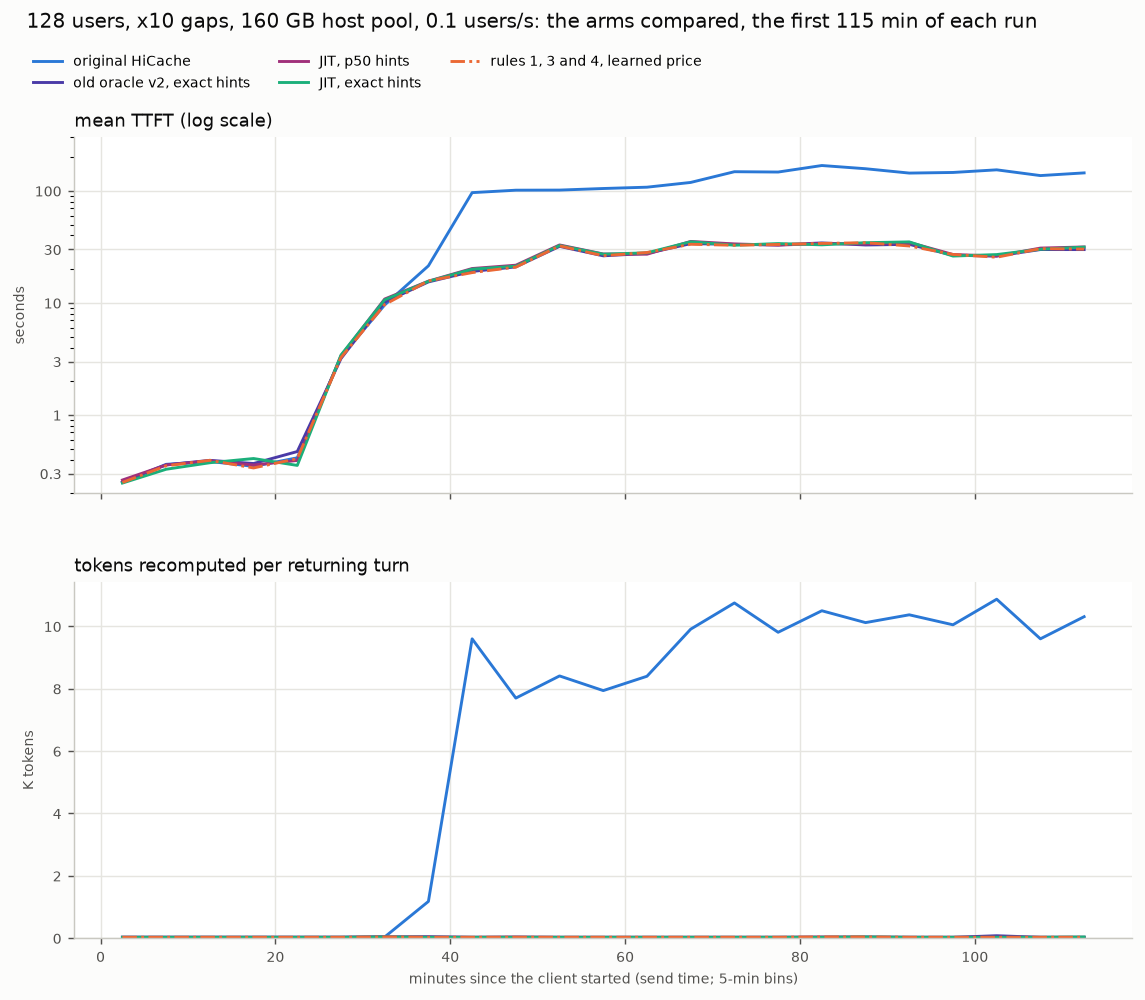 128 users, x10 gaps, 160 GB host pool, 0.1 users/s: the arms compared, the first 115 min of each run
original HiCache
JIT, p50 hints
rules 1, 3 and 4, learned price
old oracle v2, exact hints
JIT, exact hints
mean TTFT (log scale)
100
30
10
3
1
0.3
seconds
tokens recomputed per returning turn
10
8
6
4
2
0
K tokens
0 20 40 60 80 100
minutes since the client started (send time; 5-min bins)